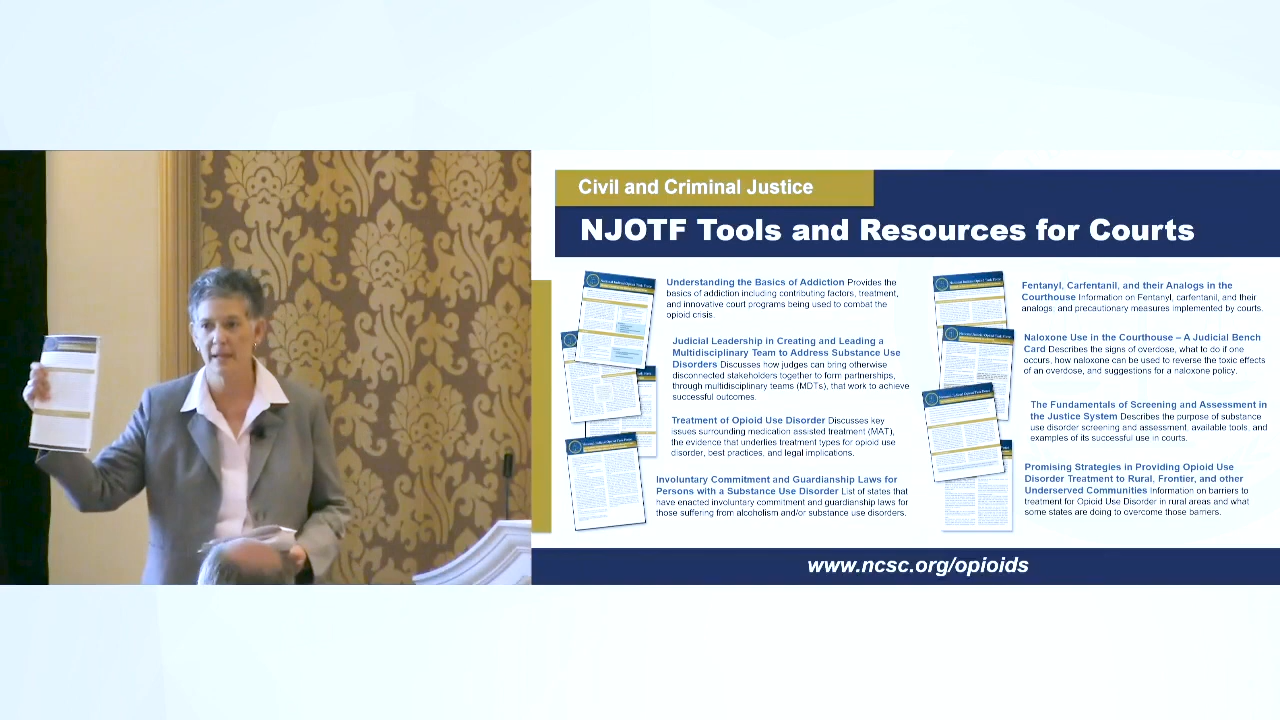 Civil and Criminal Justice
NJOTF Tools and Resources for Courts
Understanding the Basics of Addiction Provides the
basics of addiction including contributing factors, treatment,
and innovative court programs being used to combat the
opioid crisis.
Judicial Leadership in Creating and Leading a
Multidisciplinary Team to Address Substance Use
Disorders Discusses how judges can bring otherwise
disconnected stakeholders together to form partnerships,
through multidisciplinary teams (MDTs), that work to achieve
successful outcomes.
Treatment of Opioid Use Disorder Discusses key
issues surrounding medication assisted treatment (MAT),
the evidence that underlies treatment types for opioid use
disorder, best practices, and legal implications.
Involuntary Commitment and Guardianship Laws for
Persons with a Substance Use Disorder List of states that
have enacted involuntary commitment and guardianship laws for
those suffering from alcoholism and/or substance use disorders.
Fentanyl, Carfentanil, and their Analogs in the
Courthouse Information on Fentanyl, carfentanil, and their
analogs, and precautionary measures implemented by courts.
Naloxone Use in the Courthouse – A Judicial Bench
Card Describes the signs of overdose, what to do if one
occurs, how naloxone can be used to reverse the toxic effects
of an overdose, and suggestions for a naloxone policy.
The Fundamentals of Screening and Assessment in
the Justice System Describes the purpose of substance
use disorder screening and assessment, available tools, and
examples of its successful use in courts.
Promising Strategies in Providing Opioid Use
Disorder Treatment to Rural, Frontier, and other
Underserved Communities Information on barriers to
treatment for Opioid Use Disorder in rural areas and what
some states are doing to overcome those barriers.
www.ncsc.org/opioids